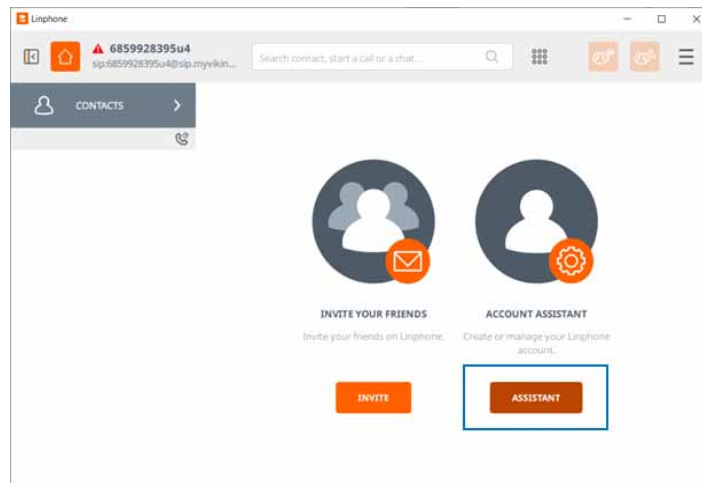 Linphone
6859928395u4
sip:6859928395u4@sip.myvikin...
Search contact, start a call or a chat...
CONTACTS
INVITE YOUR FRIENDS
Invite your friends on Linphone.
INVITE
ACCOUNT ASSISTANT
Create or manage your Linphone
account.
ASSISTANT